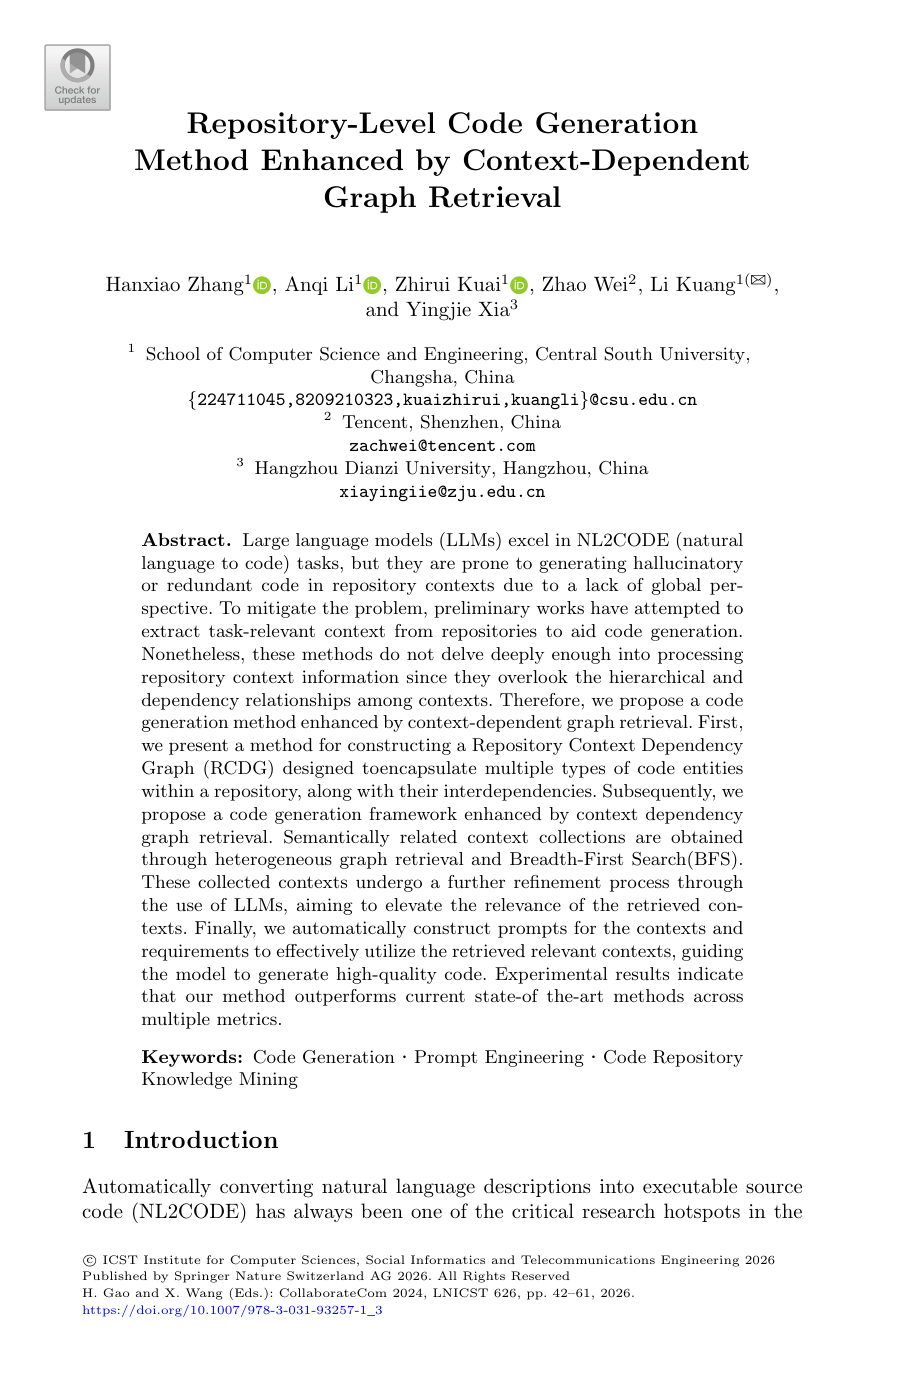 Check for
updates
Repository-Level Code Generation
Method Enhanced by Context-Dependent
Graph Retrieval
Hanxiao Zhang1, Anqi Li1, Zhirui Kuai1, Zhao Wei2, Li Kuang1(✉),
and Yingjie Xia3
1 School of Computer Science and Engineering, Central South University,
Changsha, China
{224711045,8209210323,kuaizhirui,kuangli}@csu.edu.cn
2 Tencent, Shenzhen, China
zachwei@tencent.com
3 Hangzhou Dianzi University, Hangzhou, China
xiayingiie@zju.edu.cn
Abstract. Large language models (LLMs) excel in NL2CODE (natural
language to code) tasks, but they are prone to generating hallucinatory
or redundant code in repository contexts due to a lack of global per-
spective. To mitigate the problem, preliminary works have attempted to
extract task-relevant context from repositories to aid code generation.
Nonetheless, these methods do not delve deeply enough into processing
repository context information since they overlook the hierarchical and
dependency relationships among contexts. Therefore, we propose a code
generation method enhanced by context-dependent graph retrieval. First,
we present a method for constructing a Repository Context Dependency
Graph (RCDG) designed toencapsulate multiple types of code entities
within a repository, along with their interdependencies. Subsequently, we
propose a code generation framework enhanced by context dependency
graph retrieval. Semantically related context collections are obtained
through heterogeneous graph retrieval and Breadth-First Search(BFS).
These collected contexts undergo a further refinement process through
the use of LLMs, aiming to elevate the relevance of the retrieved con-
texts. Finally, we automatically construct prompts for the contexts and
requirements to effectively utilize the retrieved relevant contexts, guiding
the model to generate high-quality code. Experimental results indicate
that our method outperforms current state-of the-art methods across
multiple metrics.
Keywords: Code Generation · Prompt Engineering · Code Repository
Knowledge Mining
1 Introduction
Automatically converting natural language descriptions into executable source
code (NL2CODE) has always been one of the critical research hotspots in the
© ICST Institute for Computer Sciences, Social Informatics and Telecommunications Engineering 2026
Published by Springer Nature Switzerland AG 2026. All Rights Reserved
H. Gao and X. Wang (Eds.): CollaborateCom 2024, LNICST 626, pp. 42–61, 2026.
https://doi.org/10.1007/978-3-031-93257-1_3